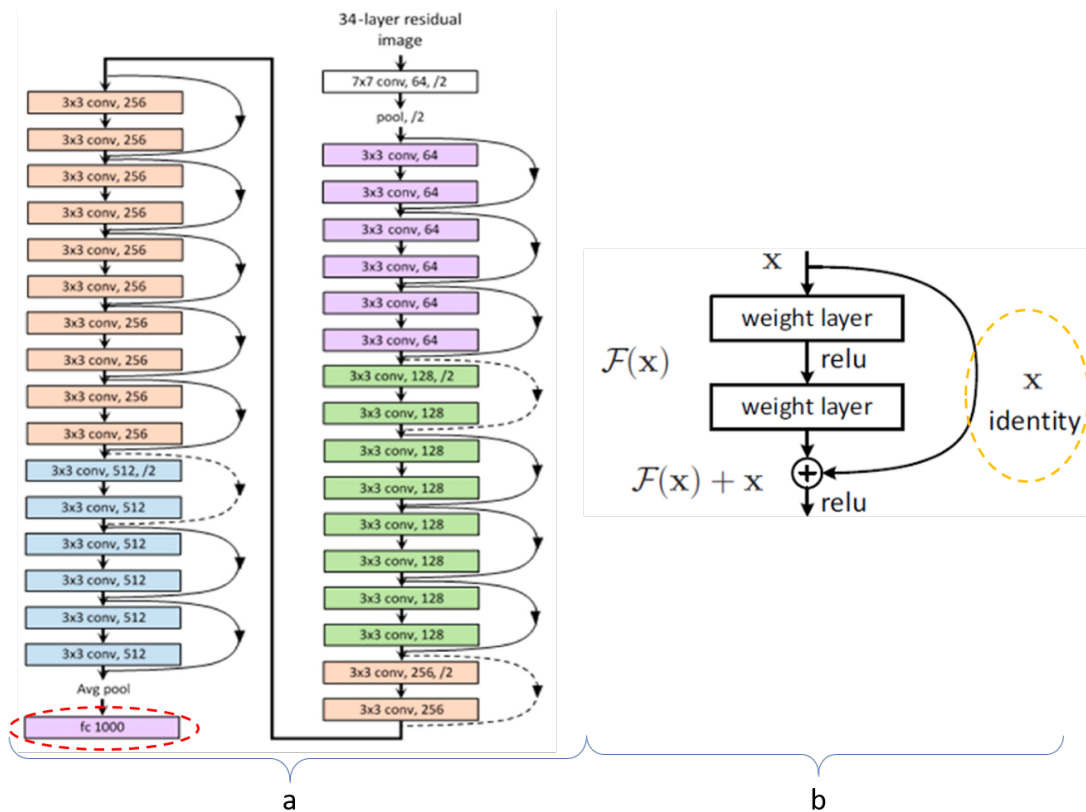 34-layer residual
image
7x7 conv, 64, /2
pool, /2
3x3 conv, 64
3x3 conv, 64
3x3 conv, 64
3x3 conv, 64
3x3 conv, 64
3x3 conv, 64
3x3 conv, 128, /2
3x3 conv, 128
3x3 conv, 128
3x3 conv, 128
3x3 conv, 128
3x3 conv, 128
3x3 conv, 128
3x3 conv, 128
3x3 conv, 256, /2
3x3 conv, 256
3x3 conv, 256
3x3 conv, 256
3x3 conv, 256
3x3 conv, 256
3x3 conv, 256
3x3 conv, 256
3x3 conv, 256
3x3 conv, 256
3x3 conv, 256
3x3 conv, 256
3x3 conv, 512, /2
3x3 conv, 512
3x3 conv, 512
3x3 conv, 512
3x3 conv, 512
3x3 conv, 512
Avg pool
fc 1000
a
x
weight layer
F(x)
relu
weight layer
x
identity
F(x) + x
relu
b